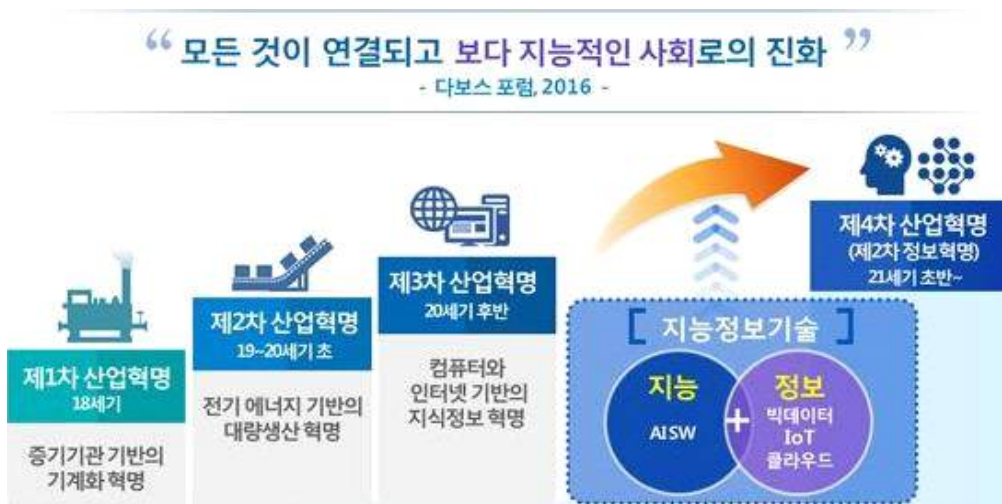 “ 모든 것이 연결되고 보다 지능적인 사회로의 진화 ”
- 다보스 포럼, 2016 -
제1차 산업혁명
18세기
증기기관 기반의
기계화 혁명
제2차 산업혁명
19~20세기 초
전기 에너지 기반의
대량생산 혁명
제3차 산업혁명
20세기 후반
컴퓨터와
인터넷 기반의
지식정보 혁명
[ 지능정보기술 ]
지능
AISW
+
정보
빅데이터
IoT
클라우드
제4차 산업혁명
(제2차 정보혁명)
21세기 초반~